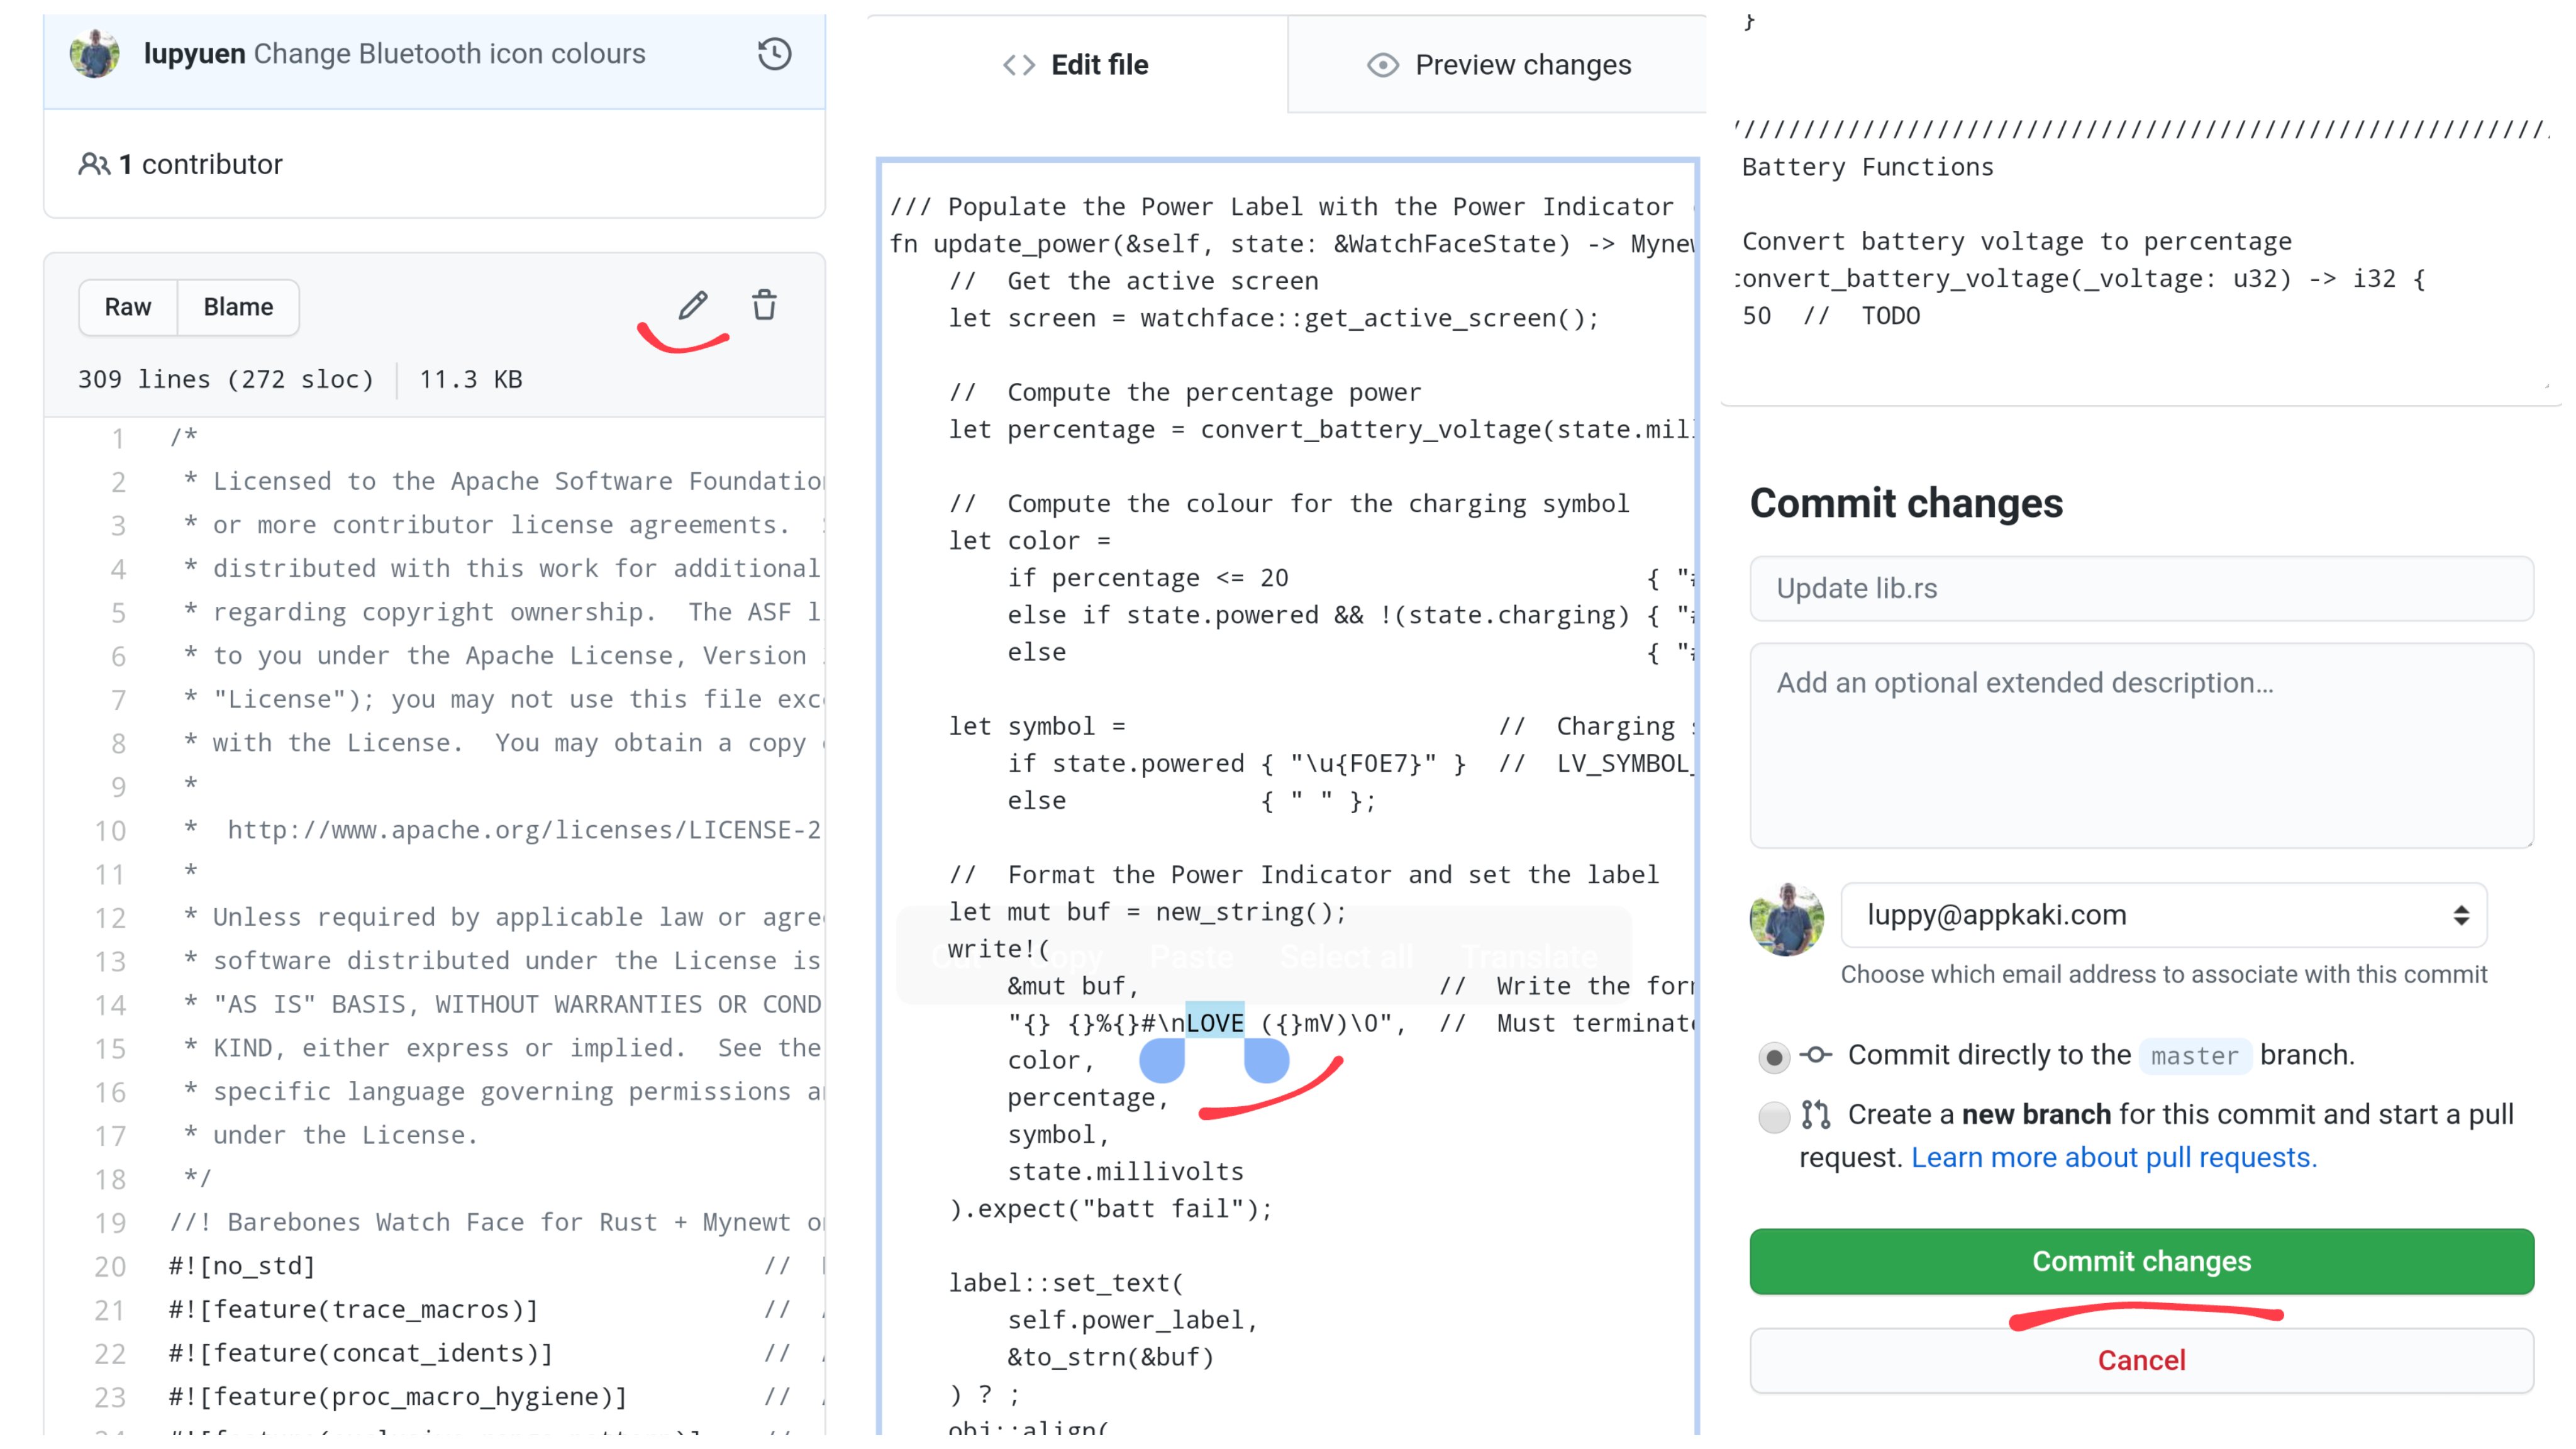 lupyuen Change Bluetooth icon colours
1 contributor
Raw Blame
309 lines (272 sloc) 11.3 KB
1 /*
2 * Licensed to the Apache Software
3 * or more contributor license agreements.
4 * distributed with this work for additional
5 * regarding copyright ownership. The ASF
6 * to you under the Apache License, Version
7 * "License"); you may not use this file
8 * with the License. You may obtain a copy
9 *
10 * http://www.apache.org/licenses/LICENSE-2
11 *
12 * Unless required by applicable law or
13 * software distributed under the License is
14 * "AS IS" BASIS, WITHOUT WARRANTIES OR
15 * KIND, either express or implied. See the
16 * specific language governing permissions
17 * under the License.
18 */
19 //! Barebones Watch Face for Rust + Mynewt
20 #![no_std] //
21 #![feature(trace_macros)] //
22 #![feature(concat_idents)] //
23 #![feature(proc_macro_hygiene)] //
<> Edit file
Preview changes
/// Populate the Power Label with the Power Indicator
fn update_power(&self, state: &WatchFaceState) ->
// Get the active screen
let screen = watchface::get_active_screen();
// Compute the percentage power
let percentage = convert_battery_voltage(state.
// Compute the colour for the charging symbol
let color =
if percentage <= 20 { "
else if state.powered && !(state.charging) { "
else { "
let symbol = // Charging
if state.powered { "\u{F0E7}" } // LV_SYMBOL_
else { " " };
// Format the Power Indicator and set the label
let mut buf = new_string();
write!(
Copy Paste Select all Translate
&mut buf, // Write the
"{} {}%{}#\nLOVE ({}mV)\0", // Must
color,
percentage,
symbol,
state.millivolts
).expect("batt fail");
label::set_text(
self.power_label,
&to_strn(&buf)
) ? ;
obj::align(
}
//////////////////////////////////////////////////////
Battery Functions
Convert battery voltage to percentage
convert_battery_voltage(_voltage: u32) -> i32 {
50 // TODO
Commit changes
Update lib.rs
Add an optional extended description…
luppy@appkaki.com
Choose which email address to associate with this commit
Commit directly to the master branch.
Create a new branch for this commit and start a pull
request. Learn more about pull requests.
Commit changes
Cancel